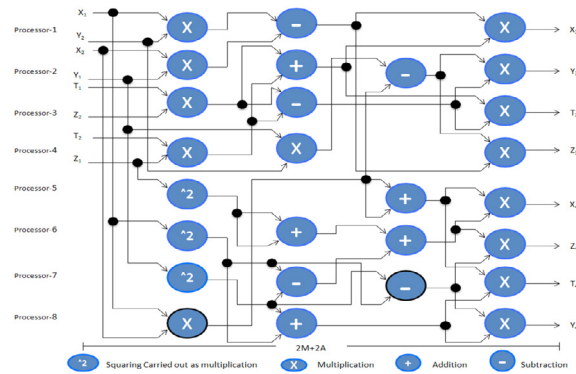 X₁
Processor-1
X
−
X
Y₂
X₂
Processor-2
X
+
−
Y₁
T₁
Processor-3
X
−
X
Z₂
T₂
Processor-4
X
X
X
Z₁
Processor-5
^2
+
X
Processor-6
^2
+
+
X
Processor-7
^2
−
−
X
Processor-8
X
+
X
2M+2A
^2 Squaring Carried out as multiplication
X Multiplication
+ Addition
− Subtraction